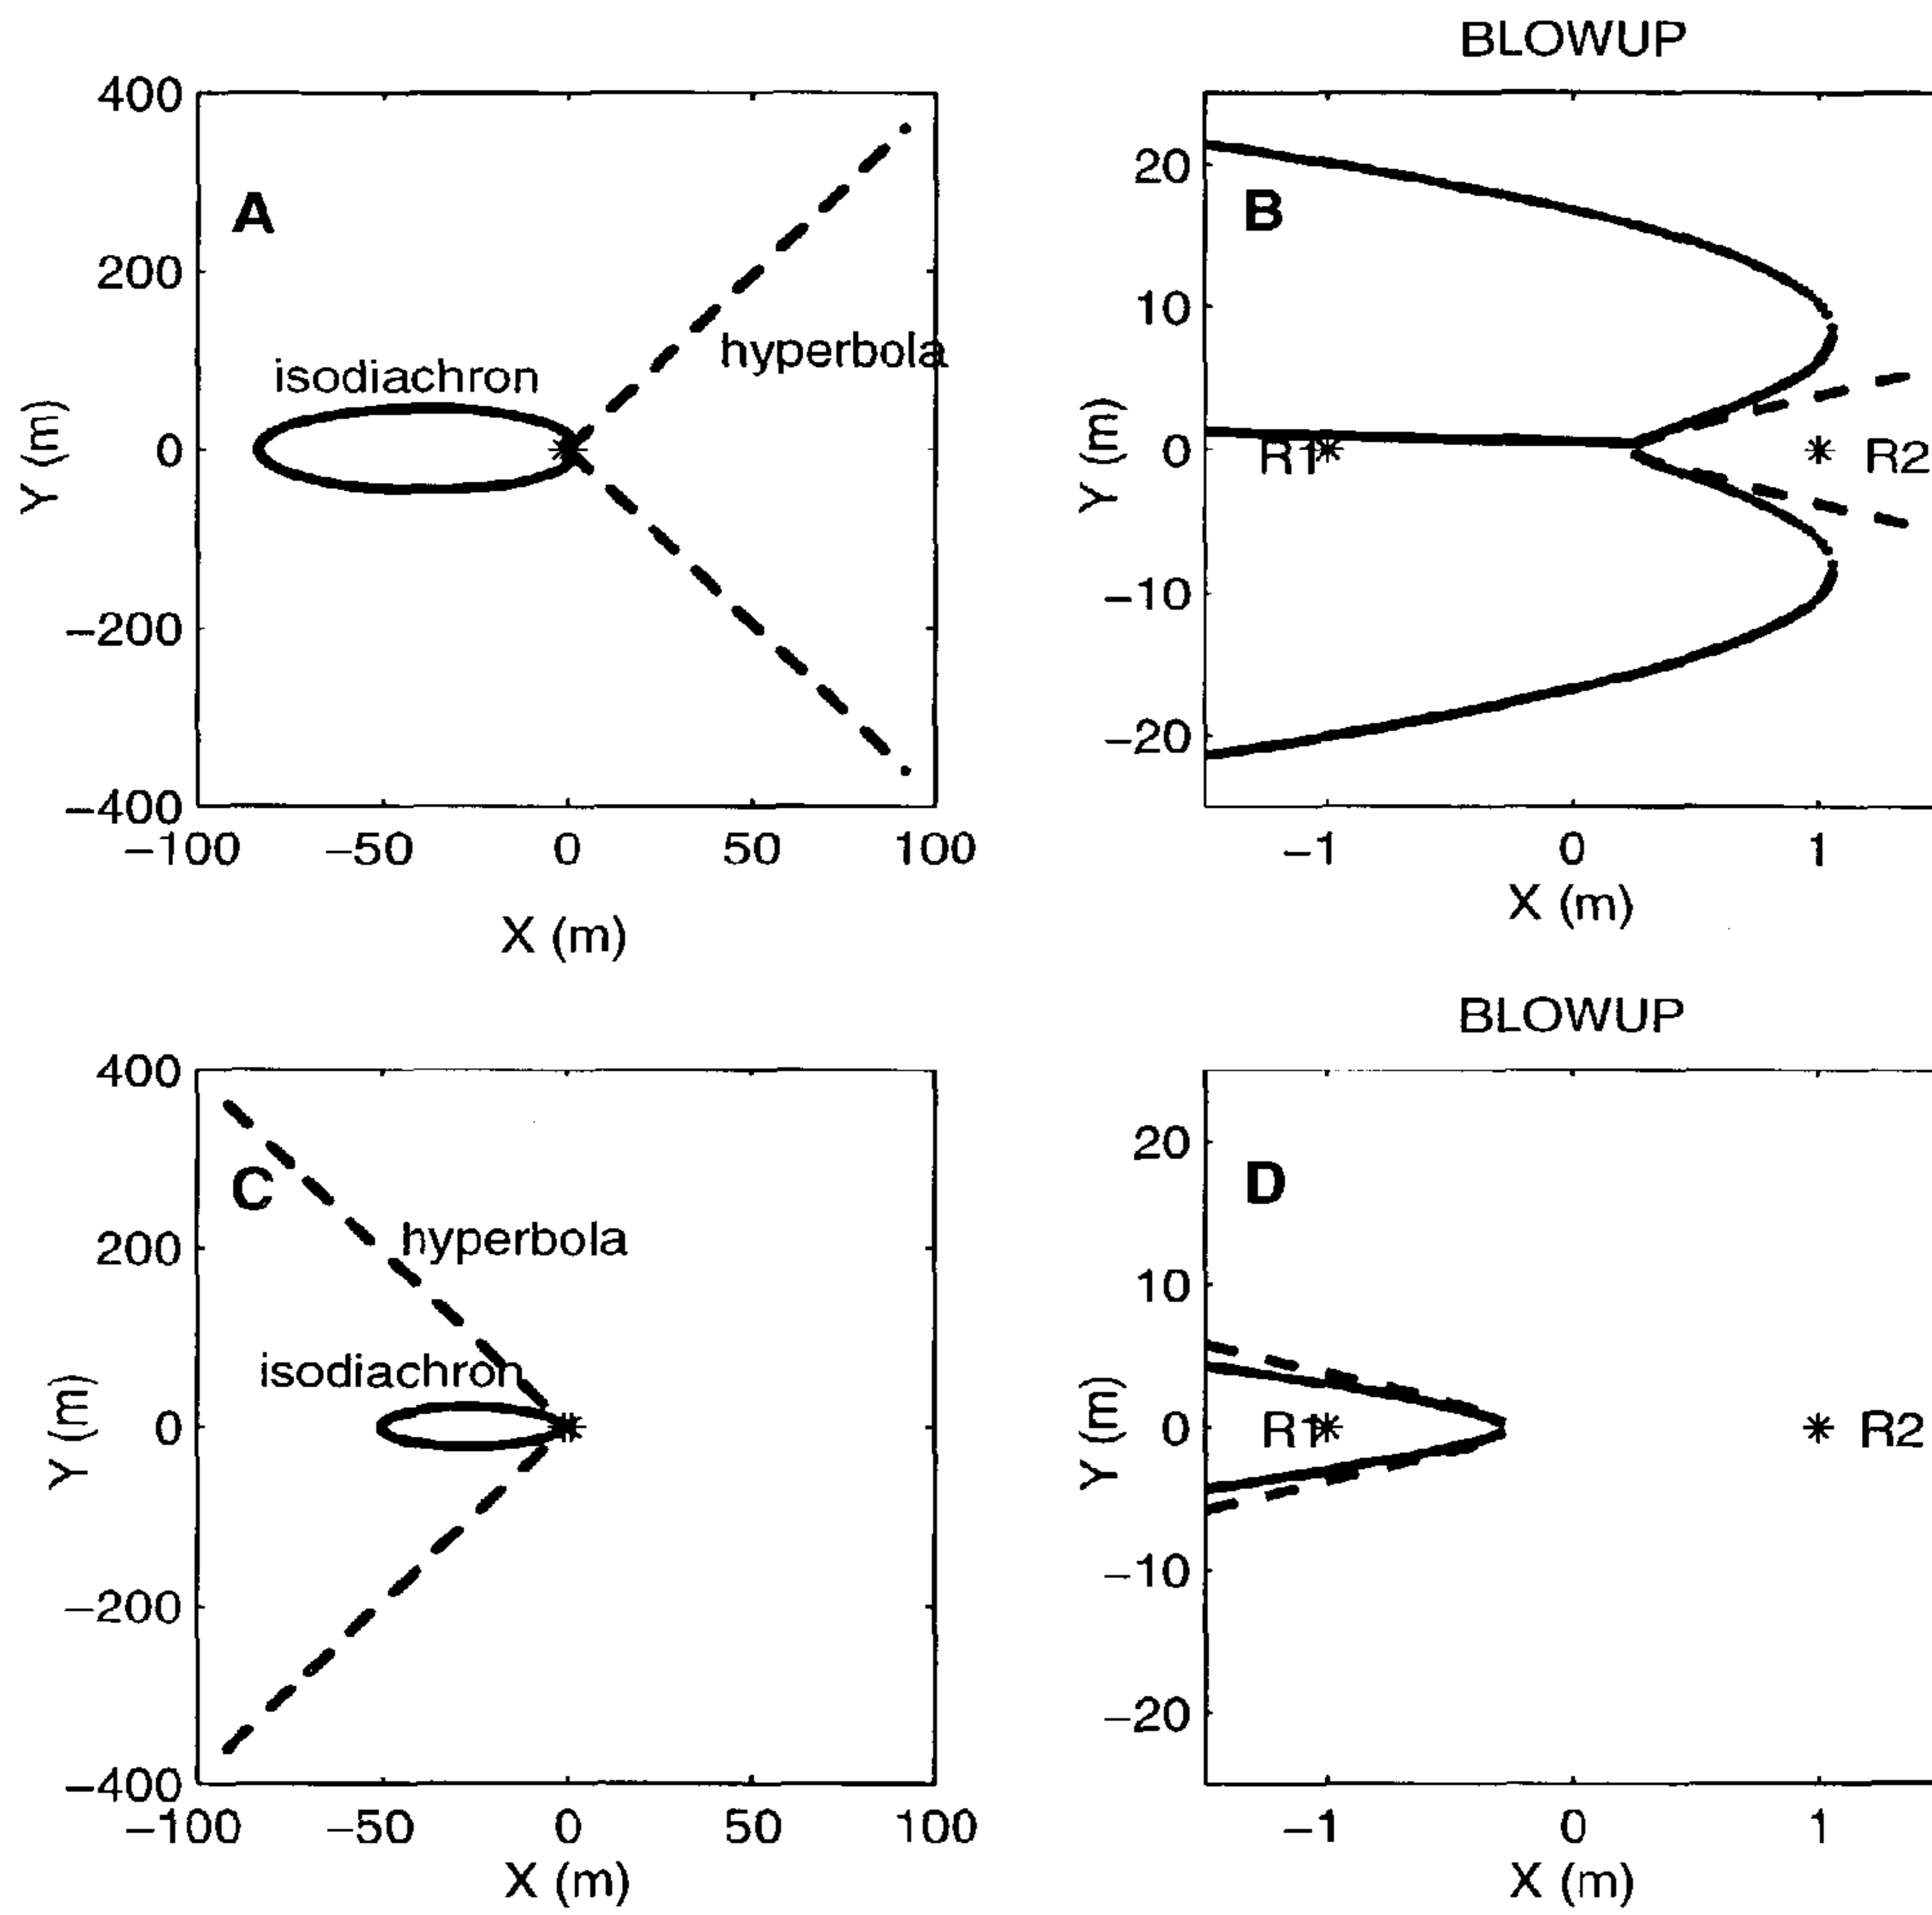 BLOWUP
400
200
0
−200
−400
A
isodiachron
hyperbola
Y (m)
−100 −50 0 50 100
X (m)
20
10
0
−10
−20
B
R1
R2
Y (m)
−1 0 1
X (m)
BLOWUP
400
200
0
−200
−400
C
hyperbola
isodiachron
Y (m)
−100 −50 0 50 100
X (m)
20
10
0
−10
−20
D
R1
R2
Y (m)
−1 0 1
X (m)